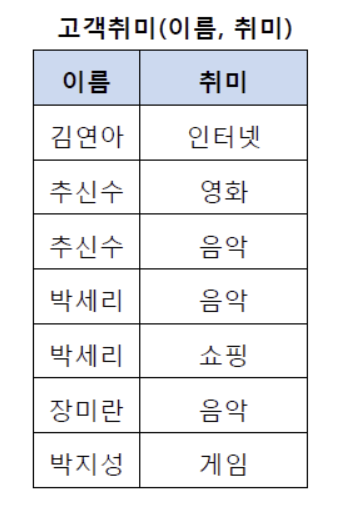 고객취미(이름, 취미)
이름 취미
김연아 인터넷
추신수 영화
추신수 음악
박세리 음악
박세리 쇼핑
장미란 음악
박지성 게임